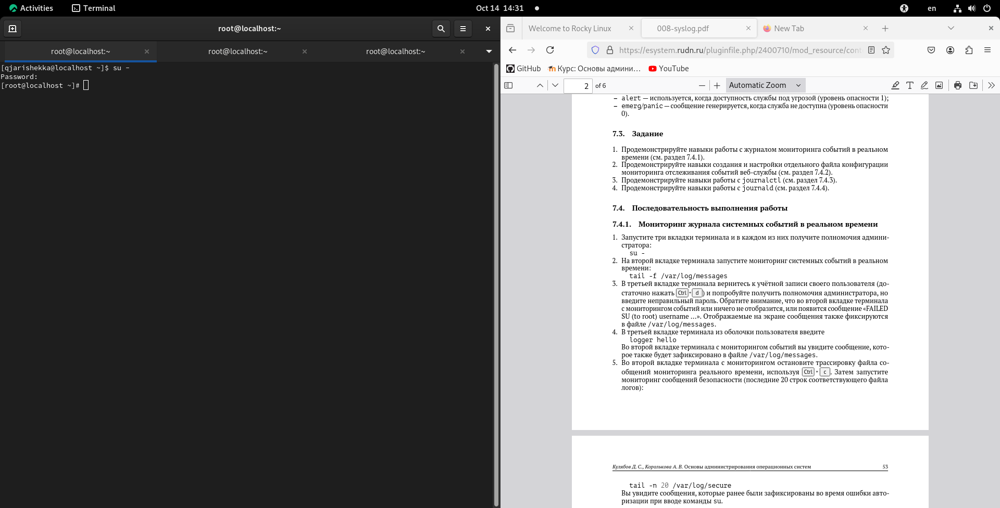 Activities Terminal Oct 14 14:31 en
root@localhost:~
root@localhost:~ root@localhost:~ root@localhost:~
[qjarishekka@localhost ~]$ su -
Password:
[root@localhost ~]#
Welcome to Rocky Linux 008-syslog.pdf New Tab
https://esystem.rudn.ru/pluginfile.php/2400710/mod_resource/cont
GitHub Курс: Основы админи… YouTube
2 of 6 Automatic Zoom
– alert — используется, когда доступность службы под угрозой (уровень опасности 1);
– emerg/panic — сообщение генерируется, когда служба не доступна (уровень опасности
0).
7.3. Задание
1. Продемонстрируйте навыки работы с журналом мониторинга событий в реальном
времени (см. раздел 7.4.1).
2. Продемонстрируйте навыки создания и настройки отдельного файла конфигурации
мониторинга отслеживания событий веб-службы (см. раздел 7.4.2).
3. Продемонстрируйте навыки работы с journalctl (см. раздел 7.4.3).
4. Продемонстрируйте навыки работы с journald (см. раздел 7.4.4).
7.4. Последовательность выполнения работы
7.4.1. Мониторинг журнала системных событий в реальном времени
1. Запустите три вкладки терминала и в каждом из них получите полномочия админи-
стратора:
su -
2. На второй вкладке терминала запустите мониторинг системных событий в реальном
времени:
tail -f /var/log/messages
3. В третьей вкладке терминала вернитесь к учётной записи своего пользователя (до-
статочно нажать Ctrl + d ) и попробуйте получить полномочия администратора, но
введите неправильный пароль. Обратите внимание, что во второй вкладке терминала
с мониторингом событий или ничего не отобразится, или появится сообщение «FAILED
SU (to root) username ...». Отображаемые на экране сообщения также фиксируются
в файле /var/log/messages.
4. В третьей вкладке терминала из оболочки пользователя введите
logger hello
Во второй вкладке терминала с мониторингом событий вы увидите сообщение, кото-
рое также будет зафиксировано в файле /var/log/messages.
5. Во второй вкладке терминала с мониторингом остановите трассировку файла со-
общений мониторинга реального времени, используя Ctrl + c . Затем запустите
мониторинг сообщений безопасности (последние 20 строк соответствующего файла
логов):
Кулябов Д. С., Королькова А. В. Основы администрирования операционных систем 53
tail -n 20 /var/log/secure
Вы увидите сообщения, которые ранее были зафиксированы во время ошибки авто-
ризации при вводе команды su.